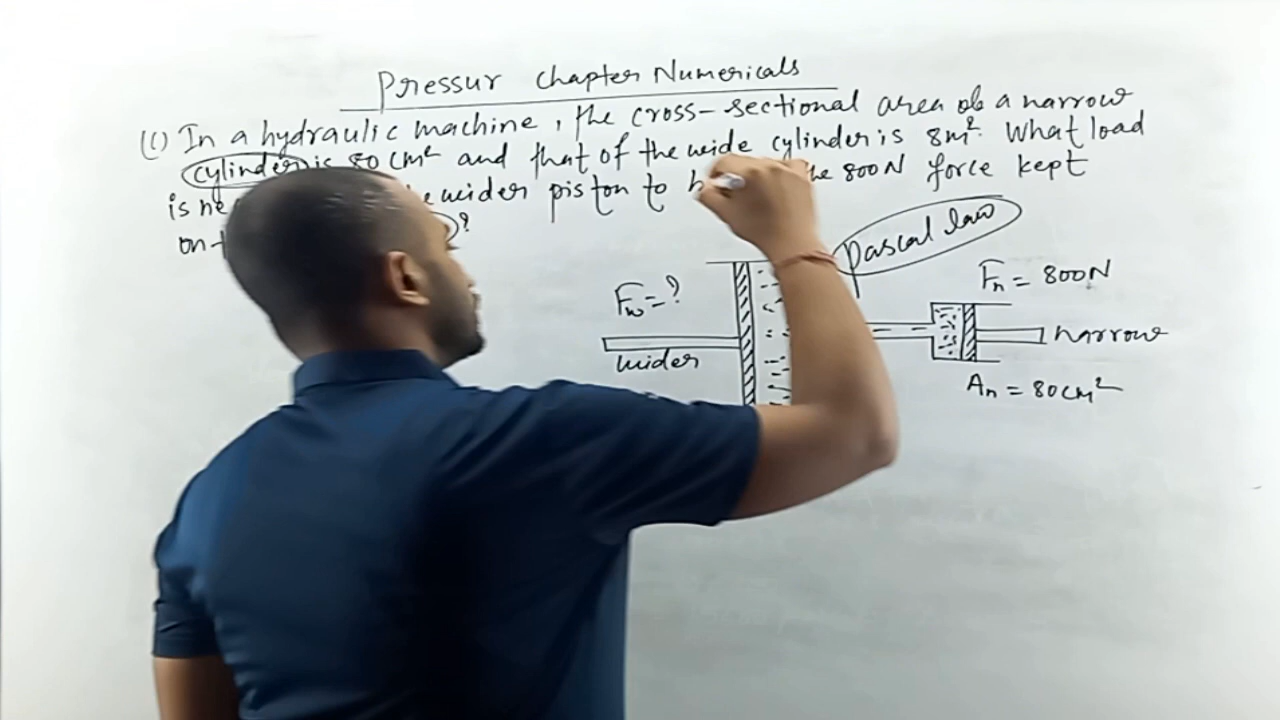 Pressur Chapter Numericals
(1) In a hydraulic machine, the cross-sectional area of a narrow
cylinder is 80 cm² and that of the wide cylinder is 8m². What load
is ne wider piston to b the 800N force kept
on ?
Pascal law
Fw = ?
Fn = 800N
wider
narrow
An = 80cm²